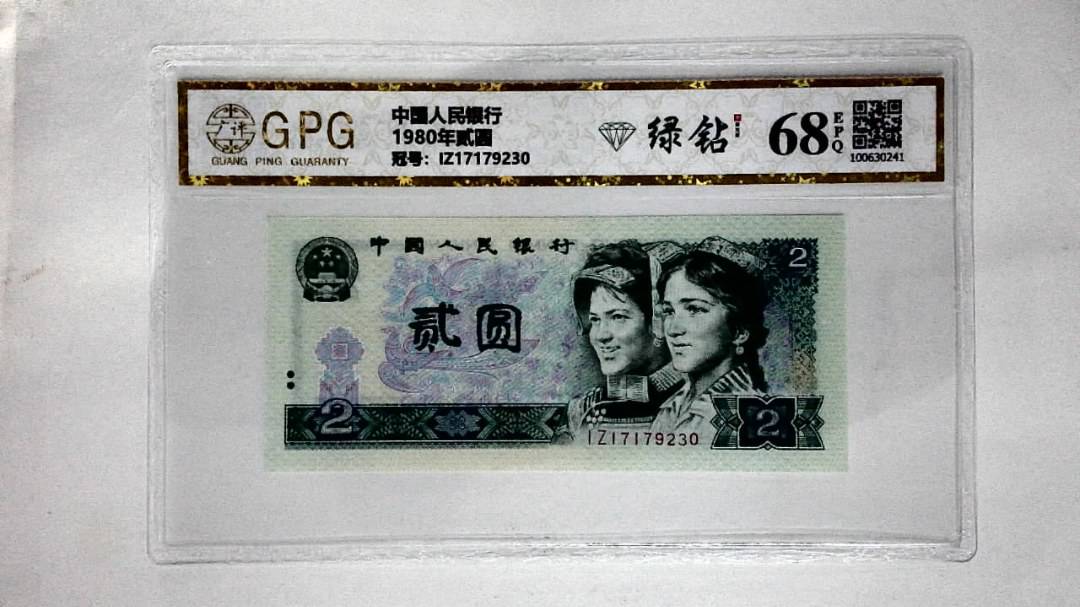 GPG
GUANG PING GUARANTY
中國人民银行
1980年贰圆
冠号: IZ17179230
绿钻
68
EPQ
100630241
中国人民银行
2
贰圆
2
IZ17179230
2